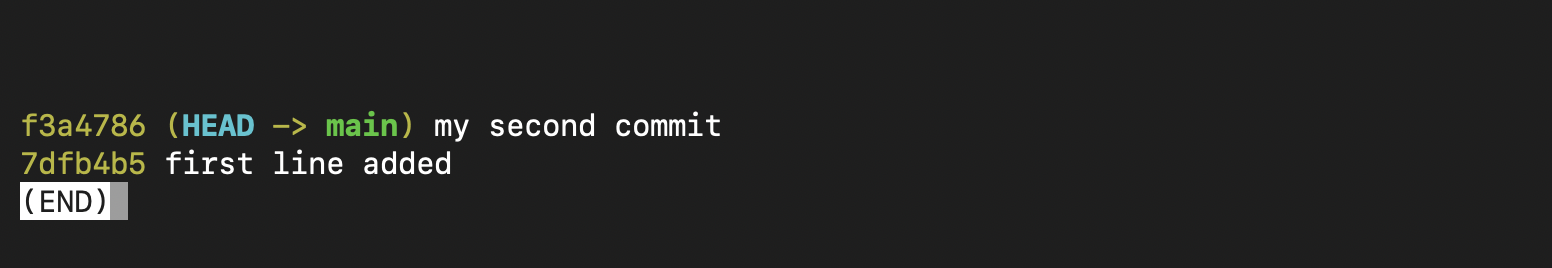 f3a4786 (HEAD -> main) my second commit
7dfb4b5 first line added
(END)